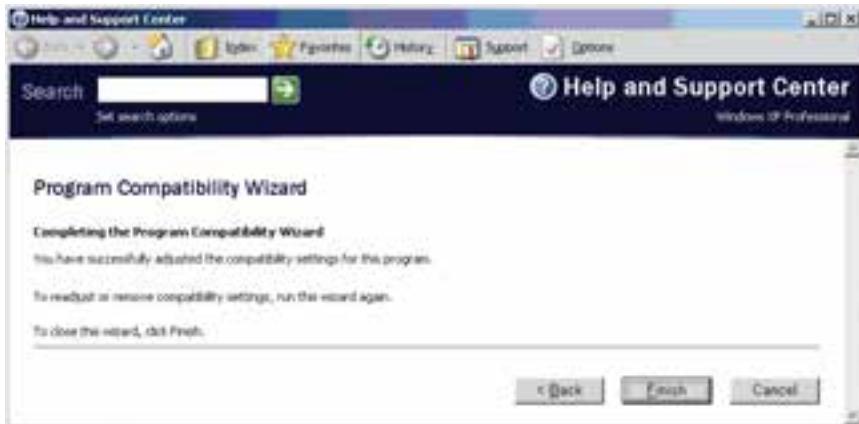 Help and Support Center
Back Index Favorites History Support Options
Search
Set search options
Help and Support Center
Windows XP Professional
Program Compatibility Wizard
Completing the Program Compatibility Wizard
You have successfully adjusted the compatibility settings for this program.
To readjust or remove compatibility settings, run this wizard again.
To close this wizard, click Finish.
< Back Finish Cancel